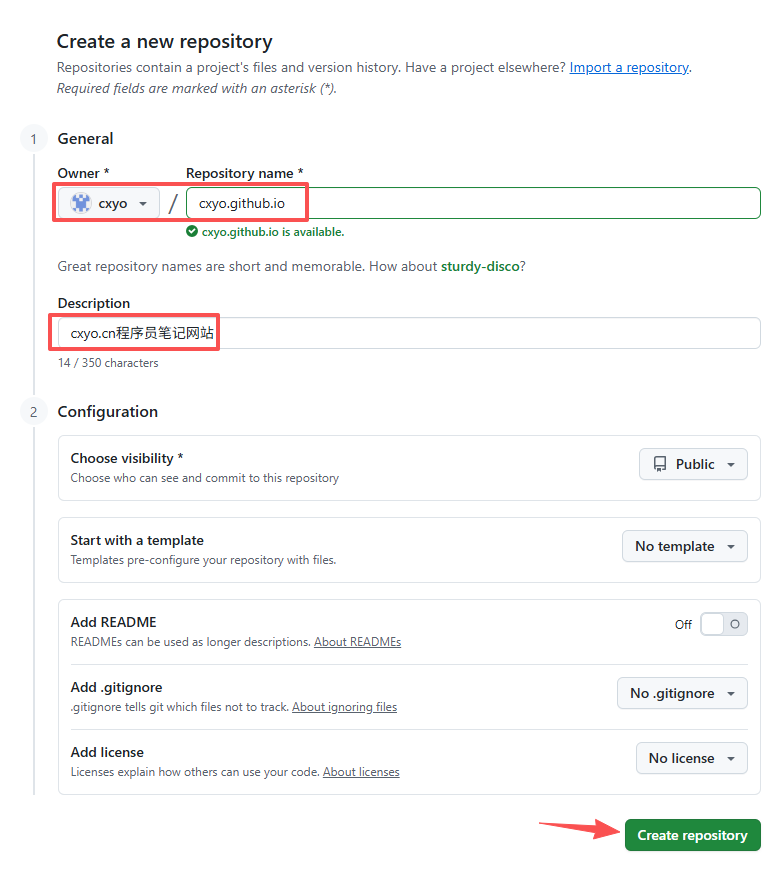 Create a new repository
Repositories contain a project's files and version history. Have a project elsewhere? Import a repository.
Required fields are marked with an asterisk (*).
1 General
Owner * Repository name *
cxyo / cxyo.github.io
cxyo.github.io is available.
Great repository names are short and memorable. How about sturdy-disco?
Description
cxyo.cn程序员笔记网站
14 / 350 characters
2 Configuration
Choose visibility * Public
Choose who can see and commit to this repository
Start with a template No template
Templates pre-configure your repository with files.
Add README Off
READMEs can be used as longer descriptions. About READMEs
Add .gitignore No .gitignore
.gitignore tells git which files not to track. About ignoring files
Add license No license
Licenses explain how others can use your code. About licenses
Create repository